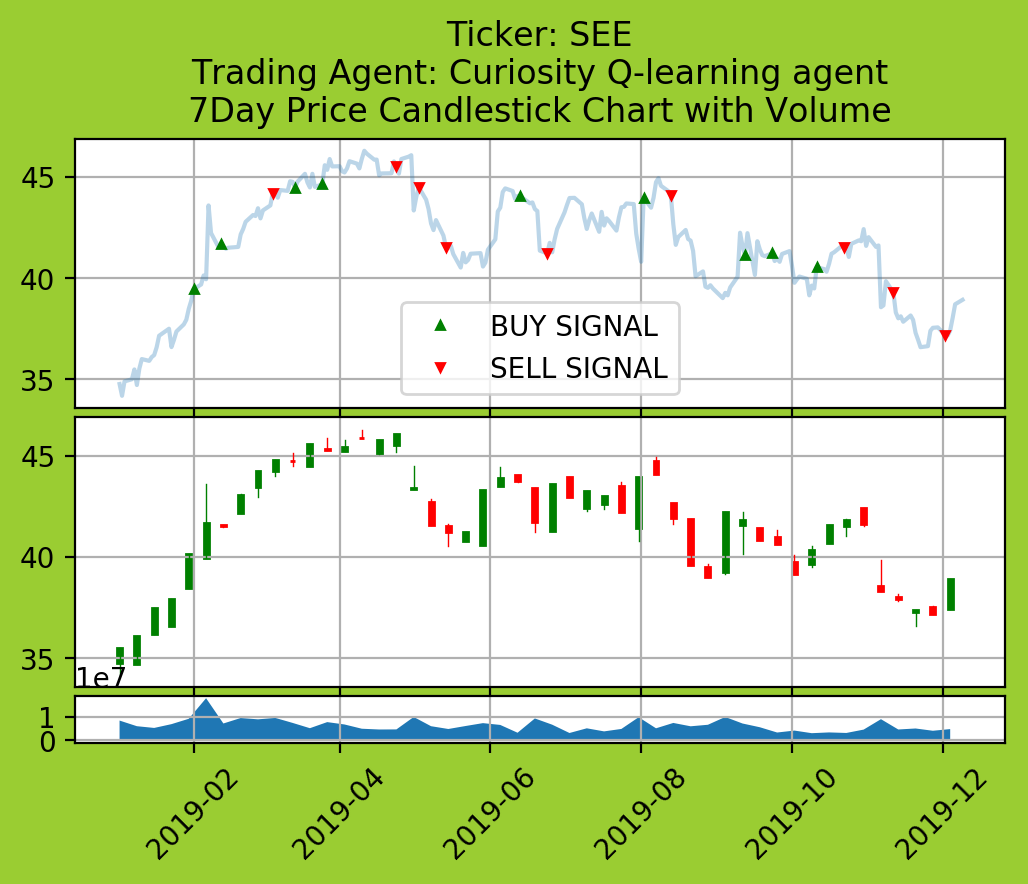 Ticker: SEE
Trading Agent: Curiosity Q-learning agent
7Day Price Candlestick Chart with Volume
45
40
35
BUY SIGNAL
SELL SIGNAL
45
40
35
1e7
1
0
2019-02
2019-04
2019-06
2019-08
2019-10
2019-12